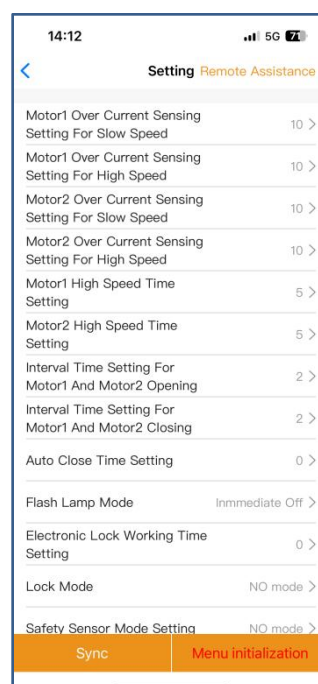 14:12
5G 71
Setting Remote Assistance
Motor1 Over Current Sensing
Setting For Slow Speed
10
Motor1 Over Current Sensing
Setting For High Speed
10
Motor2 Over Current Sensing
Setting For Slow Speed
10
Motor2 Over Current Sensing
Setting For High Speed
10
Motor1 High Speed Time
Setting
5
Motor2 High Speed Time
Setting
5
Interval Time Setting For
Motor1 And Motor2 Opening
2
Interval Time Setting For
Motor1 And Motor2 Closing
2
Auto Close Time Setting
0
Flash Lamp Mode
Inmmediate Off
Electronic Lock Working Time
Setting
0
Lock Mode
NO mode
Safety Sensor Mode Setting
NO mode
Sync
Menu initialization